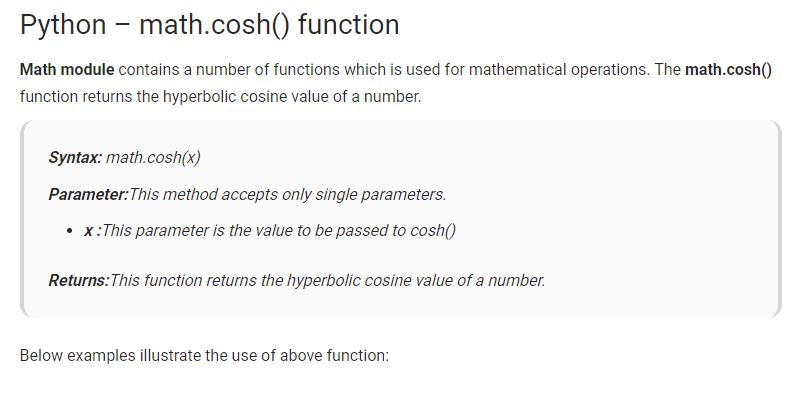 Python – math.cosh() function
Math module contains a number of functions which is used for mathematical operations. The math.cosh()
function returns the hyperbolic cosine value of a number.
Syntax: math.cosh(x)
Parameter:This method accepts only single parameters.
• x :This parameter is the value to be passed to cosh()
Returns:This function returns the hyperbolic cosine value of a number.
Below examples illustrate the use of above function: